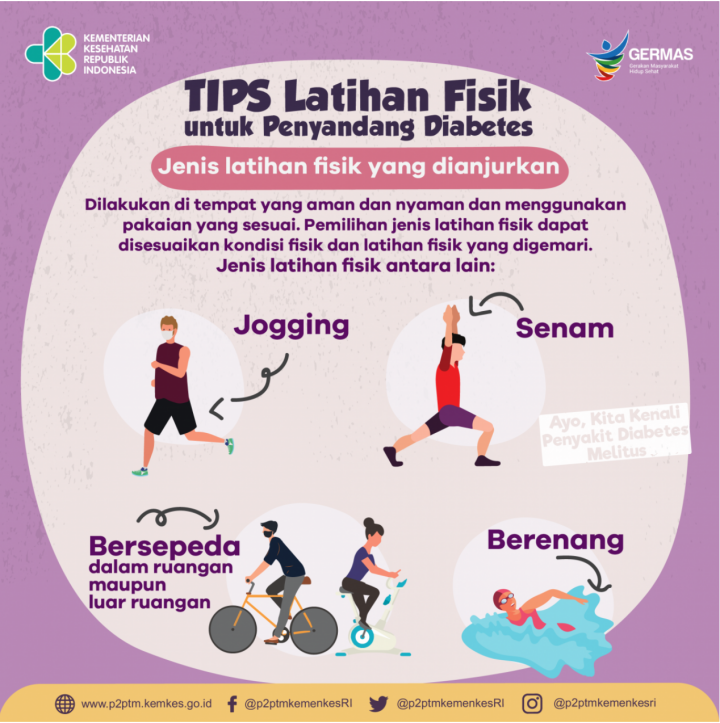 KEMENTERIAN
KESEHATAN
REPUBLIK
INDONESIA
GERMAS
Gerakan Masyarakat
Hidup Sehat
TIPS Latihan Fisik
untuk Penyandang Diabetes
Jenis latihan fisik yang dianjurkan
Dilakukan di tempat yang aman dan nyaman dan menggunakan
pakaian yang sesuai. Pemilihan jenis latihan fisik dapat
disesuaikan kondisi fisik dan latihan fisik yang digemari.
Jenis latihan fisik antara lain:
Jogging
Senam
Ayo, Kita Kenali
Penyakit Diabetes
Melitus
Bersepeda
dalam ruangan
maupun
luar ruangan
Berenang
www.p2ptm.kemkes.go.id
@p2ptmkemenkesRI
@p2ptmkemenkesRI
@p2ptmkemenkesri